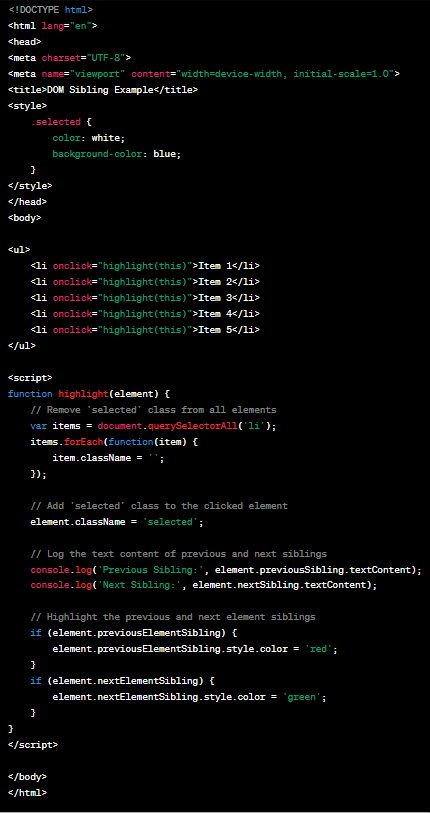 <!DOCTYPE html>
<html lang="en">
<head>
<meta charset="UTF-8">
<meta name="viewport" content="width=device-width, initial-scale=1.0">
<title>DOM Sibling Example</title>
<style>
    .selected {
        color: white;
        background-color: blue;
    }
</style>
</head>
<body>

<ul>
    <li onclick="highlight(this)">Item 1</li>
    <li onclick="highlight(this)">Item 2</li>
    <li onclick="highlight(this)">Item 3</li>
    <li onclick="highlight(this)">Item 4</li>
    <li onclick="highlight(this)">Item 5</li>
</ul>

<script>
function highlight(element) {
    // Remove 'selected' class from all elements
    var items = document.querySelectorAll('li');
    items.forEach(function(item) {
        item.className = '';
    });

    // Add 'selected' class to the clicked element
    element.className = 'selected';

    // Log the text content of previous and next siblings
    console.log('Previous Sibling:', element.previousSibling.textContent);
    console.log('Next Sibling:', element.nextSibling.textContent);

    // Highlight the previous and next element siblings
    if (element.previousElementSibling) {
        element.previousElementSibling.style.color = 'red';
    }
    if (element.nextElementSibling) {
        element.nextElementSibling.style.color = 'green';
    }
}
</script>

</body>
</html>